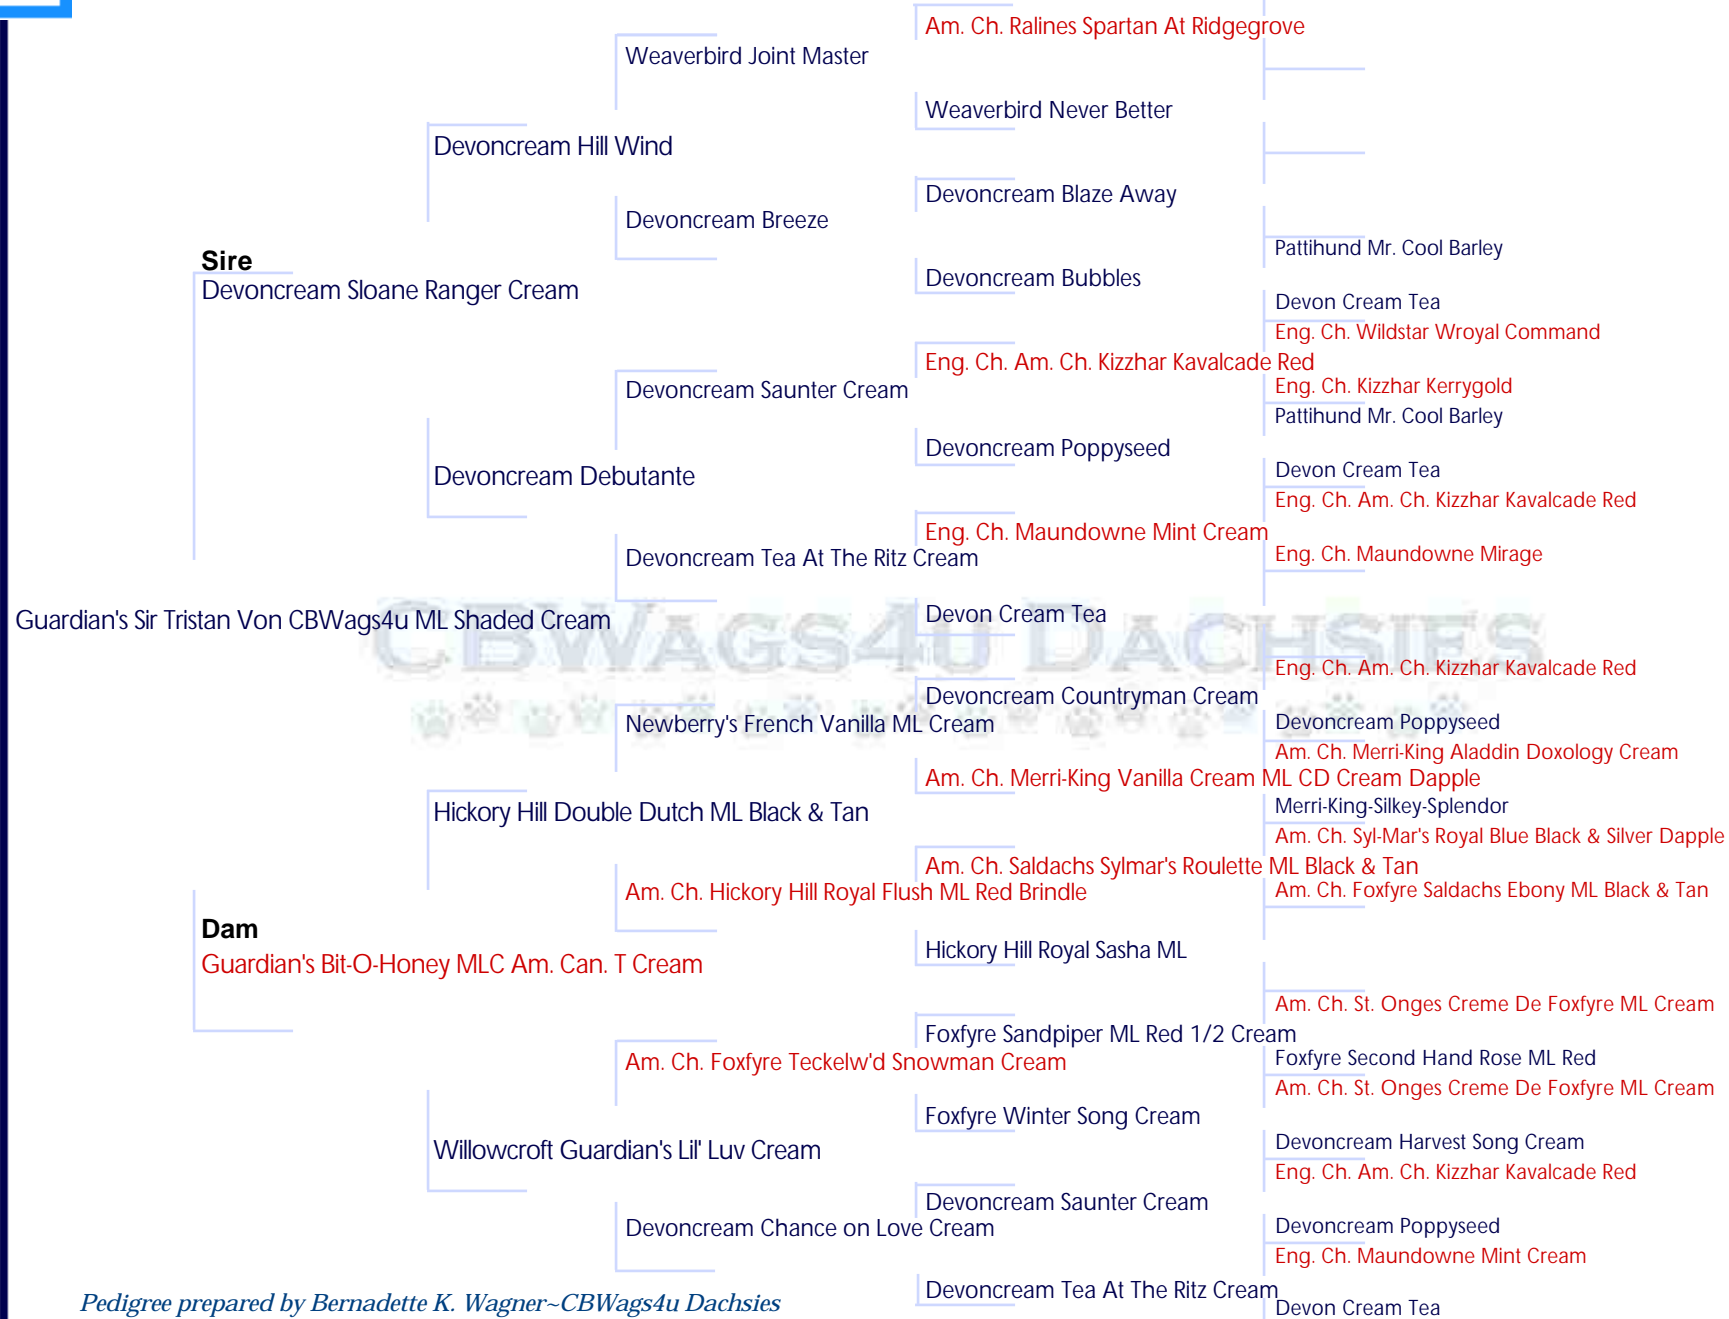 Am. Ch. Ralines Spartan At Ridgegrove
Weaverbird Joint Master
Weaverbird Never Better
Devoncream Hill Wind
Devoncream Blaze Away
Devoncream Breeze
Pattihund Mr. Cool Barley
Sire
Devoncream Bubbles
Devoncream Sloane Ranger Cream
Devon Cream Tea
Eng. Ch. Wildstar Wroyal Command
Eng. Ch. Am. Ch. Kizzhar Kavalcade Red
Eng. Ch. Kizzhar Kerrygold
Devoncream Saunter Cream
Pattihund Mr. Cool Barley
Devoncream Poppyseed
Devon Cream Tea
Devoncream Debutante
Eng. Ch. Am. Ch. Kizzhar Kavalcade Red
Eng. Ch. Maundowne Mint Cream
Eng. Ch. Maundowne Mirage
Devoncream Tea At The Ritz Cream
Devon Cream Tea
Guardian's Sir Tristan Von CBWags4u ML Shaded Cream
CBWAGS4U DACHSIES
Eng. Ch. Am. Ch. Kizzhar Kavalcade Red
Devoncream Countryman Cream
Newberry's French Vanilla ML Cream
Devoncream Poppyseed
Am. Ch. Merri-King Aladdin Doxology Cream
Am. Ch. Merri-King Vanilla Cream ML CD Cream Dapple
Merri-King-Silkey-Splendor
Hickory Hill Double Dutch ML Black & Tan
Am. Ch. Syl-Mar's Royal Blue Black & Silver Dapple
Am. Ch. Saldachs Sylmar's Roulette ML Black & Tan
Am. Ch. Foxfyre Saldachs Ebony ML Black & Tan
Am. Ch. Hickory Hill Royal Flush ML Red Brindle
Dam
Hickory Hill Royal Sasha ML
Guardian's Bit-O-Honey MLC Am. Can. T Cream
Am. Ch. St. Onges Creme De Foxfyre ML Cream
Foxfyre Sandpiper ML Red 1/2 Cream
Foxfyre Second Hand Rose ML Red
Am. Ch. Foxfyre Teckelw'd Snowman Cream
Am. Ch. St. Onges Creme De Foxfyre ML Cream
Foxfyre Winter Song Cream
Devoncream Harvest Song Cream
Willowcroft Guardian's Lil' Luv Cream
Eng. Ch. Am. Ch. Kizzhar Kavalcade Red
Devoncream Saunter Cream
Devoncream Poppyseed
Devoncream Chance on Love Cream
Eng. Ch. Maundowne Mint Cream
Devoncream Tea At The Ritz Cream
Devon Cream Tea
Pedigree prepared by Bernadette K. Wagner~CBWags4u Dachsies